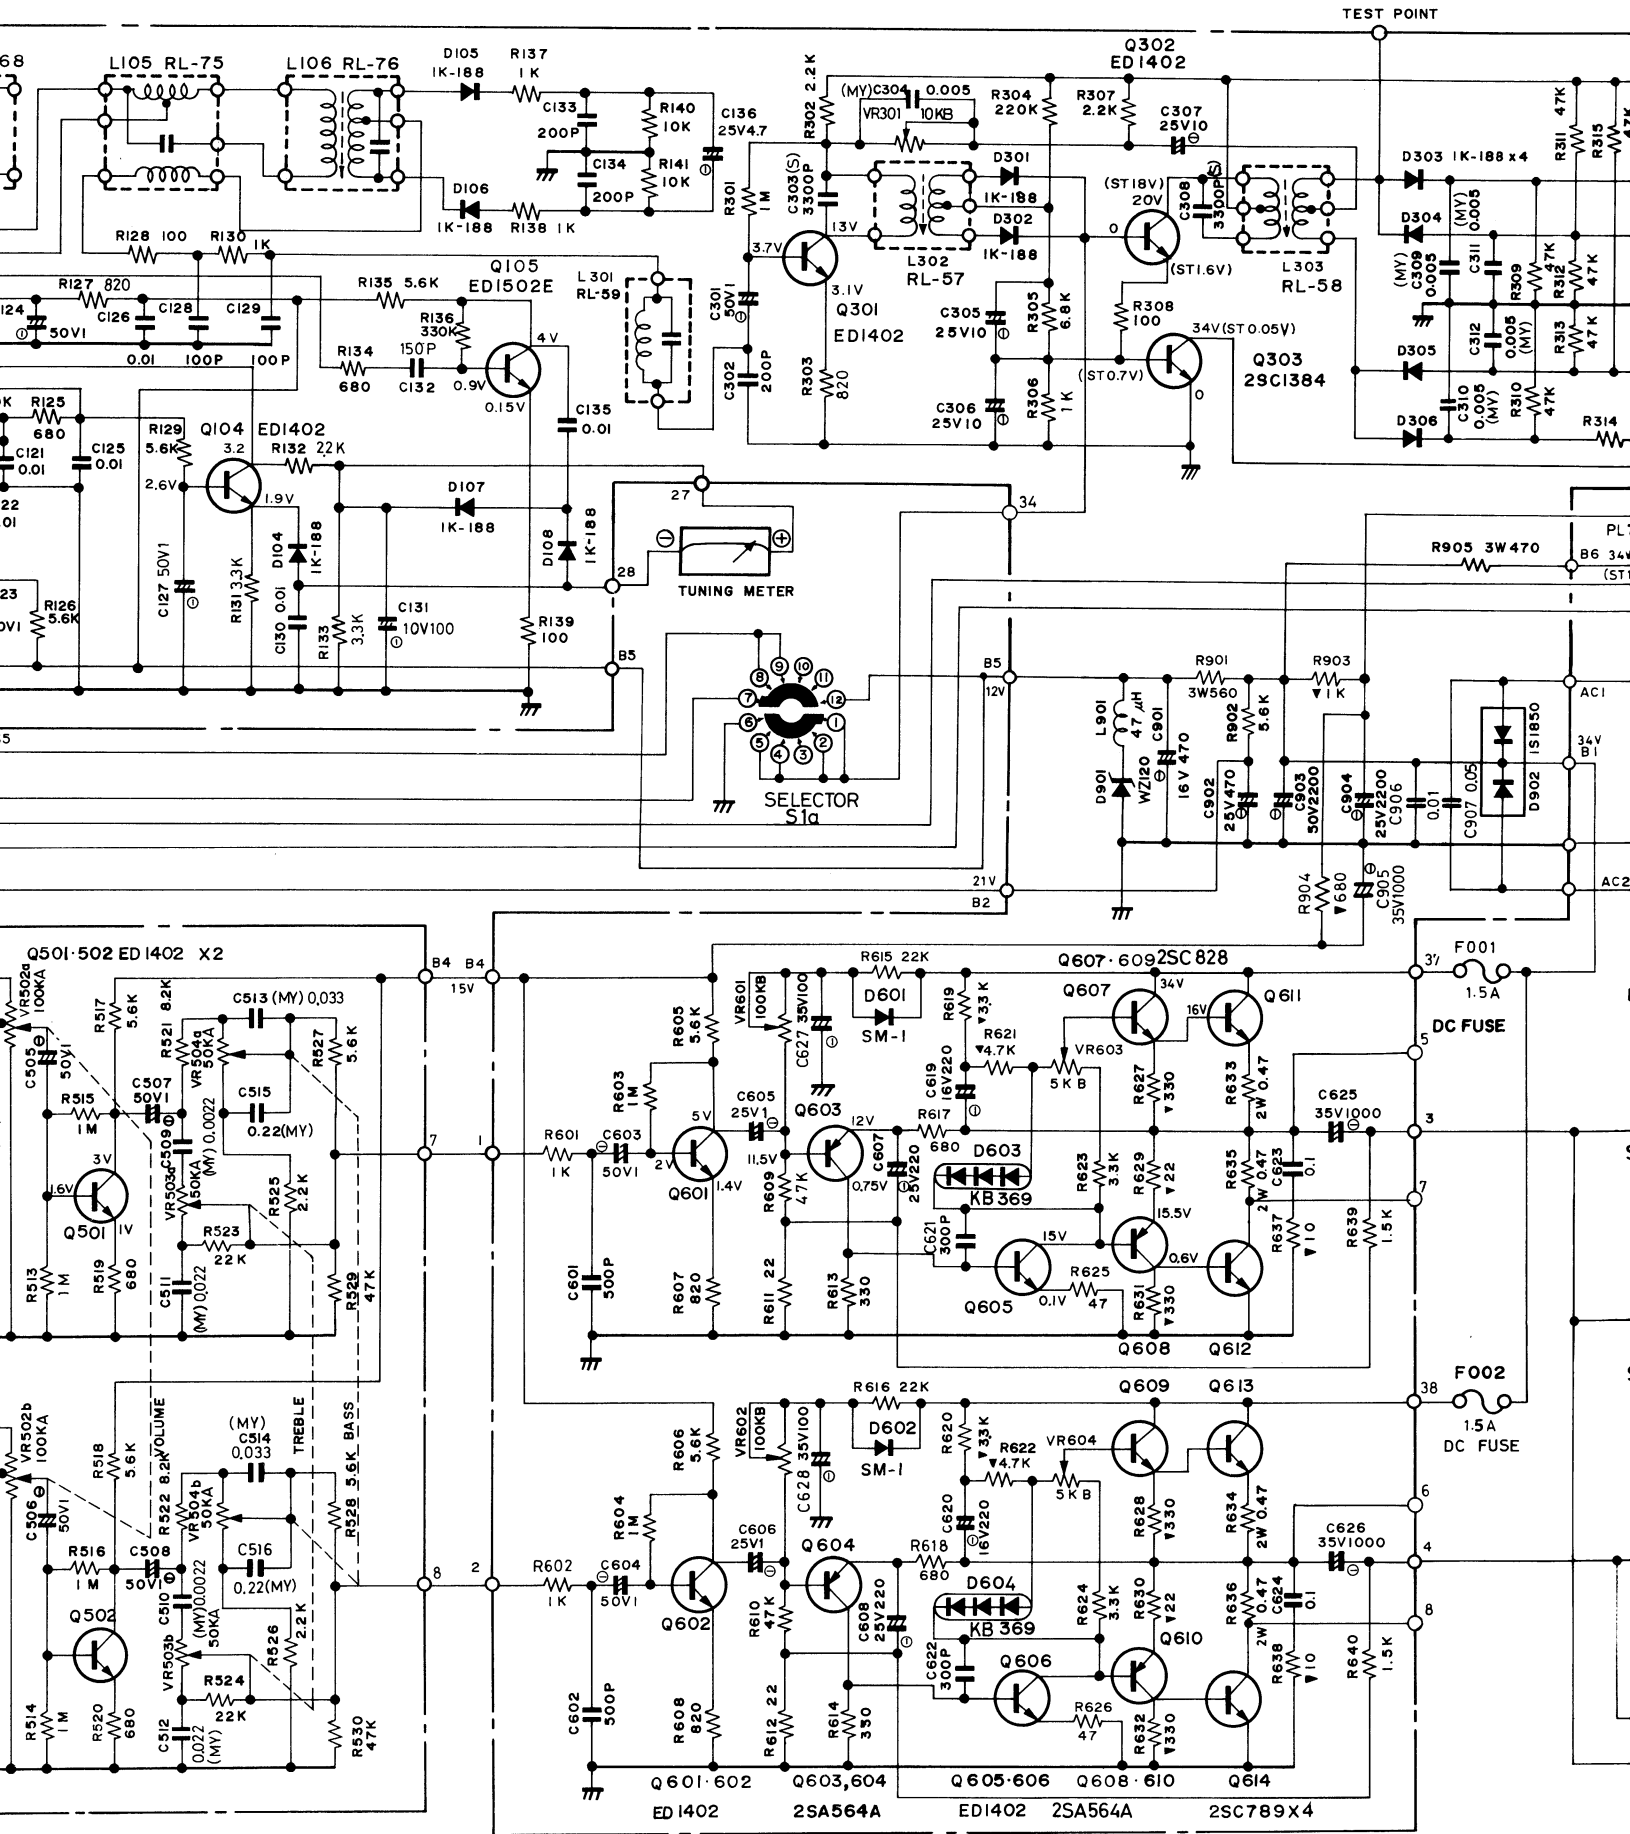 TEST POINT
68
L105 RL-75
L106 RL-76
D105
1K-188
R137
1K
C133
200P
R140
10K
C136
25V4.7
C134
200P
R141
10K
D106
1K-188
R138 1K
R128 100
R130
1K
R127 820
C126
C128
C129
0.01
100P
100P
124
50V1
R135 5.6K
Q105
ED1502E
R136
330K
4V
R134
680
150P
C132
0.9V
0.15V
C135
0.01
L301
RL-59
R302 2.2K
(MY)C304 0.005
VR301 10KB
R301
1M
C303(S)
3300P
3.7V
13V
3.1V
Q301
ED1402
C301
50V1
C302
200P
R303
820
L302
RL-57
D301
1K-188
D302
1K-188
R304
220K
R307
2.2K
Q302
ED1402
C307
25V10
(ST18V)
20V
0
(ST1.6V)
C308
3300P(S)
L303
RL-58
C305
25V10
R305
6.8K
R308
100
34V(ST0.05V)
(ST0.7V)
Q303
2SC1384
0
C306
25V10
R306
1K
D303 1K-188x4
D304
D305
D306
(MY)
C309
0.005
(MY)
0.005
C311
R309
47K
R312
47K
R311
47K
R315
47K
C312
0.005
(MY)
R313
47K
C310
0.005
(MY)
R310
47K
R314
R125
680
C121
0.01
C125
0.01
R129
5.6K
Q104
ED1402
3.2
2.6V
1.9V
R132 2.2K
D107
1K-188
D104
1K-188
D108
1K-188
C127 50V1
R131 3.3K
C130 0.01
R133
3.3K
C131
10V100
R139
100
R126
5.6K
27
28
B5
34
TUNING METER
SELECTOR
S1a
1
2
3
4
5
6
7
8
9
10
11
12
B5
12V
21V
B2
R905 3W470
B6
PL7
R901
3W560
R903
▼1K
L901
47µH
C901
16V470
R902
5.6K
D901
WZ120
C902
25V470
C903
50V2200
C904
25V2200
C906
0.01
C907 0.05
1S1850
D902
AC1
34V
B1
AC2
R904
▼680
C905
35V1000
Q501·502 ED1402 X2
VR502a
100KA
C505
50V1
R517
5.6K
R515
1M
C507
50V1
R521 8.2K
C513 (MY) 0.033
VR504a
50KA
R527
5.6K
C515
0.22(MY)
C509
(MY) 0.0022
3V
1.6V
1V
Q501
VR503a
50KA
R525
2.2K
R523
22K
R513
1M
R519
680
C511
(MY) 0.022
R529
47K
VOLUME
TREBLE
BASS
VR502b
100KA
C506
50V1
R518
5.6K
R516
1M
C508
50V1
R522 8.2K
(MY)
C514
0.033
VR504b
50KA
R528 5.6K
C516
0.22(MY)
C510
(MY)0.0022
50KA
Q502
VR503b
R526
2.2K
R524
22K
R514
1M
R520
680
C512
0.022
(MY)
R530
47K
B4
B4
15V
7
1
8
2
R601
1K
C603
50V1
R603
1M
R605
5.6K
5V
2V
Q601
1.4V
C601
500P
R607
820
VR601
100KB
C627 35V100
R615 22K
D601
SM-1
C605
25V1
Q603
11.5V
12V
0.75V
R609
47K
C607
25V220
R611 22
R613
330
R619
▼3.3K
C619
16V220
R617
680
R621
▼4.7K
VR603
5KB
D603
KB369
C621
300P
Q605
15V
0.1V
R625
47
R623
3.3K
Q607·609 2SC828
Q607
34V
16V
Q611
R627
▼330
R629
▼22
R633
2W 0.47
R635
2W 0.47
15.5V
0.6V
R631
▼330
Q608
Q612
C623
0.1
R637
▼10
C625
35V1000
R639
1.5K
37
5
3
7
F001
1.5A
DC FUSE
F002
1.5A
DC FUSE
38
6
4
8
R602
1K
C604
50V1
R604
1M
R606
5.6K
Q602
C602
500P
R608
820
VR602
100KB
C628 35V100
R616 22K
D602
SM-1
C606
25V1
Q604
R610
47K
C608
25V220
R612 22
R614
330
R620
▼3.3K
C620
16V220
R618
680
R622
▼4.7K
VR604
5KB
D604
KB369
C622
300P
Q606
R626
47
R624
3.3K
Q609
Q613
R628
▼330
R630
▼22
R634
2W 0.47
R636
2W 0.47
Q610
R632
▼330
C624
0.1
R638
▼10
C626
35V1000
R640
1.5K
Q601·602
ED1402
Q603,604
2SA564A
Q605·606
ED1402
Q608·610
2SA564A
Q614
2SC789X4